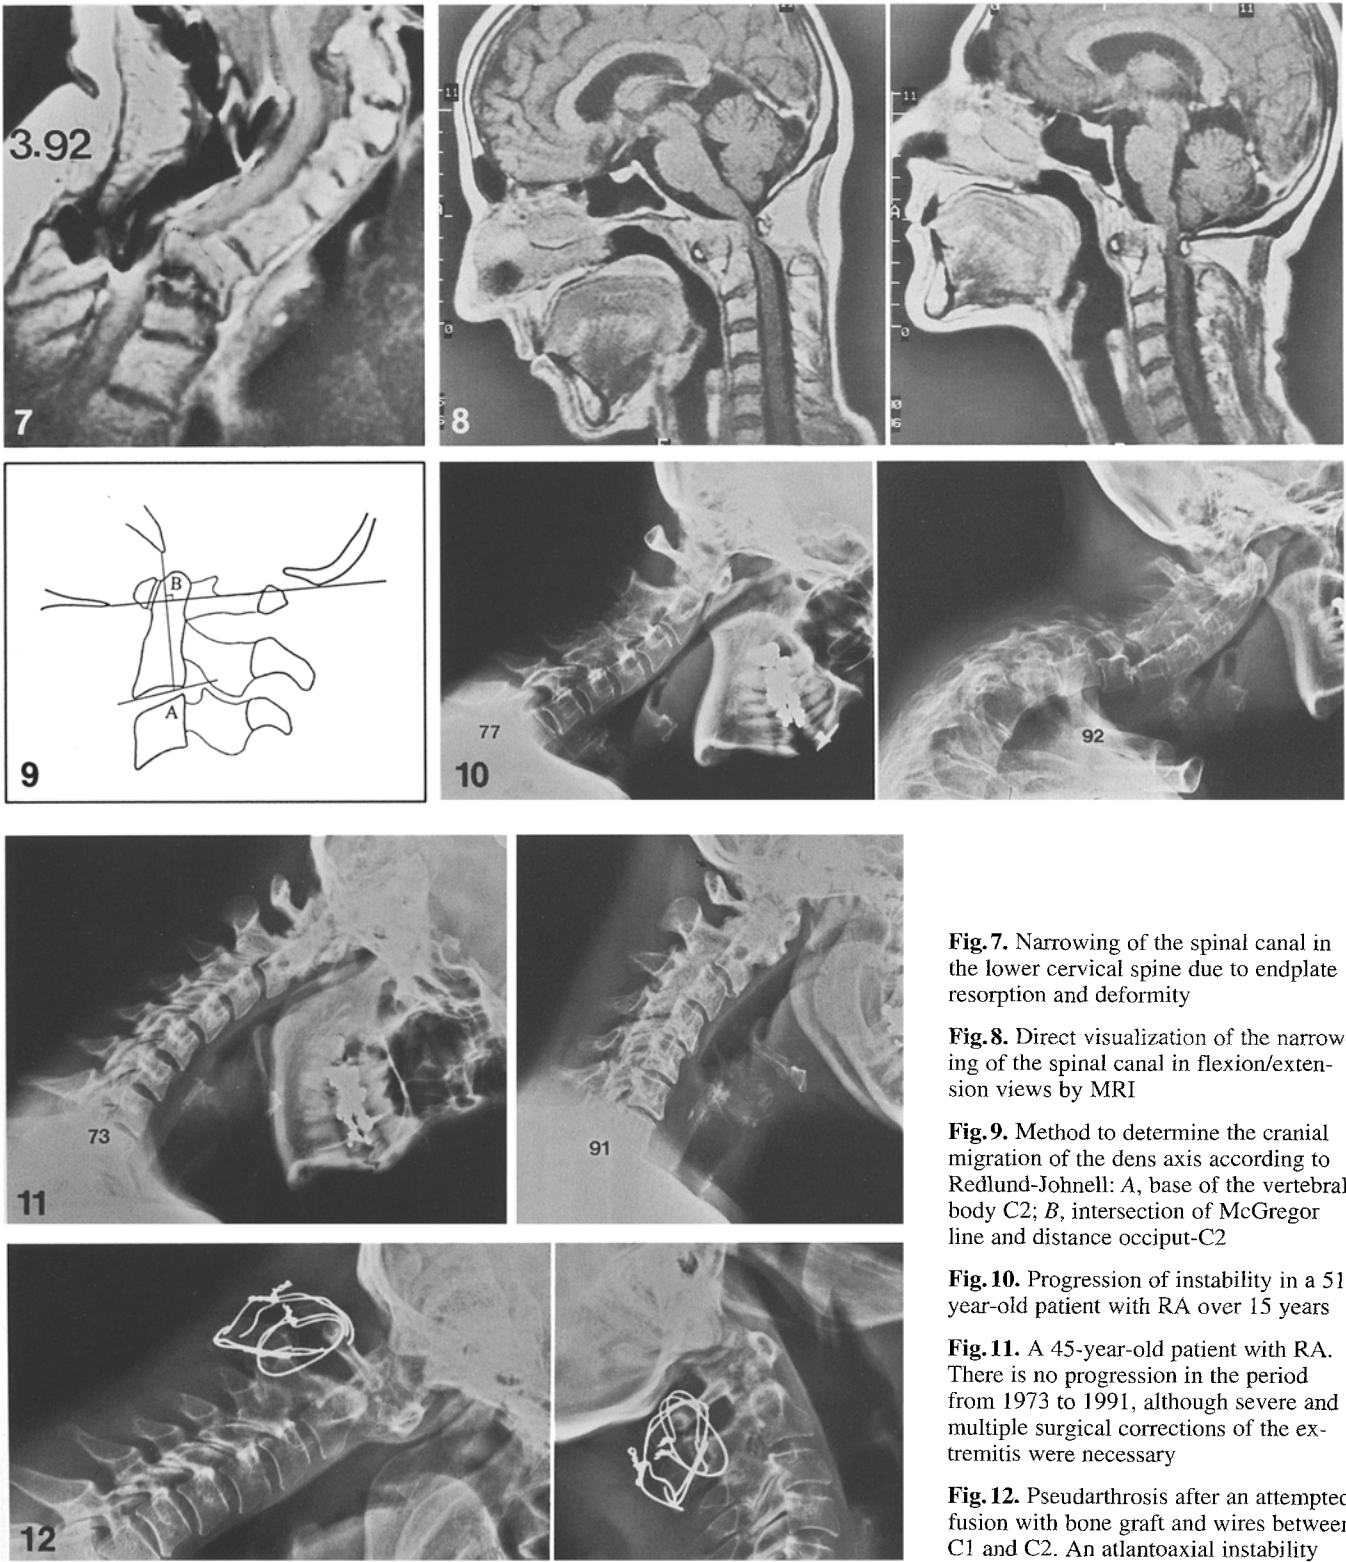 3.92
7
11
A
0
8
11
A
0
B
A
9
77
10
92
73
11
91
12
Fig. 7. Narrowing of the spinal canal in
the lower cervical spine due to endplate
resorption and deformity
Fig. 8. Direct visualization of the narrow
ing of the spinal canal in flexion/exten-
sion views by MRI
Fig. 9. Method to determine the cranial
migration of the dens axis according to
Redlund-Johnell: A, base of the vertebral
body C2; B, intersection of McGregor
line and distance occiput-C2
Fig. 10. Progression of instability in a 51
year-old patient with RA over 15 years
Fig. 11. A 45-year-old patient with RA.
There is no progression in the period
from 1973 to 1991, although severe and
multiple surgical corrections of the ex-
tremitis were necessary
Fig. 12. Pseudarthrosis after an attempted
fusion with bone graft and wires between
C1 and C2. An atlantoaxial instability